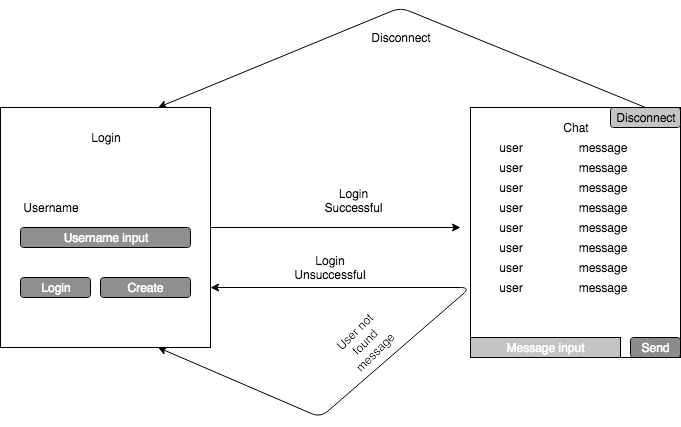 Disconnect
Login
Username
Username input
Login
Create
Login
Successful
Login
Unsuccessful
User not
found
message
Disconnect
Chat
user message
user message
user message
user message
user message
user message
user message
user message
Message input
Send